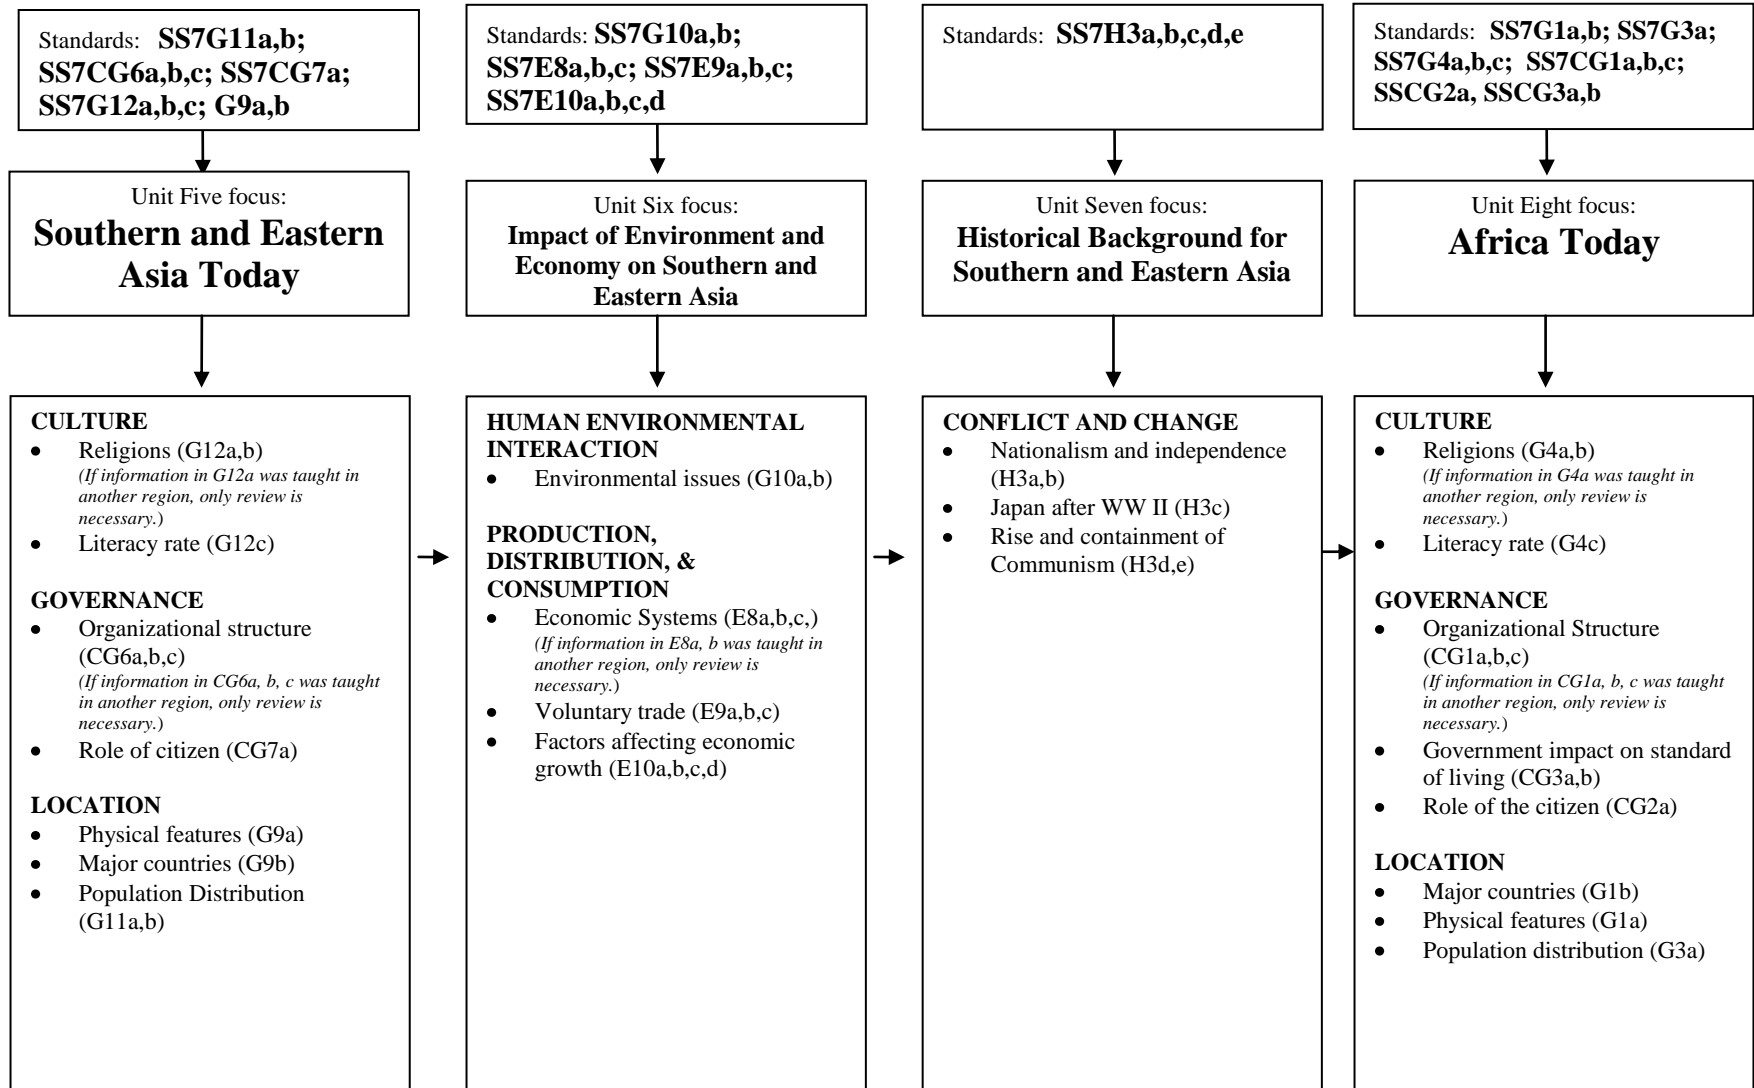 Standards: SS7G11a,b;
SS7CG6a,b,c; SS7CG7a;
SS7G12a,b,c; G9a,b
Standards: SS7G10a,b;
SS7E8a,b,c; SS7E9a,b,c;
SS7E10a,b,c,d
Standards: SS7H3a,b,c,d,e
Standards: SS7G1a,b; SS7G3a;
SS7G4a,b,c; SS7CG1a,b,c;
SSCG2a, SSCG3a,b
Unit Five focus:
Southern and Eastern
Asia Today
Unit Six focus:
Impact of Environment and
Economy on Southern and
Eastern Asia
Unit Seven focus:
Historical Background for
Southern and Eastern Asia
Unit Eight focus:
Africa Today
CULTURE
• Religions (G12a,b)
(If information in G12a was taught in
another region, only review is
necessary.)
• Literacy rate (G12c)
GOVERNANCE
• Organizational structure
(CG6a,b,c)
(If information in CG6a, b, c was taught
in another region, only review is
necessary.)
• Role of citizen (CG7a)
LOCATION
• Physical features (G9a)
• Major countries (G9b)
• Population Distribution
(G11a,b)
HUMAN ENVIRONMENTAL
INTERACTION
• Environmental issues (G10a,b)
PRODUCTION,
DISTRIBUTION, &
CONSUMPTION
• Economic Systems (E8a,b,c,)
(If information in E8a, b was taught in
another region, only review is
necessary.)
• Voluntary trade (E9a,b,c)
• Factors affecting economic
growth (E10a,b,c,d)
CONFLICT AND CHANGE
• Nationalism and independence
(H3a,b)
• Japan after WW II (H3c)
• Rise and containment of
Communism (H3d,e)
CULTURE
• Religions (G4a,b)
(If information in G4a was taught in
another region, only review is
necessary.)
• Literacy rate (G4c)
GOVERNANCE
• Organizational Structure
(CG1a,b,c)
(If information in CG1a, b, c was taught
in another region, only review is
necessary.)
• Government impact on standard
of living (CG3a,b)
• Role of the citizen (CG2a)
LOCATION
• Major countries (G1b)
• Physical features (G1a)
• Population distribution (G3a)